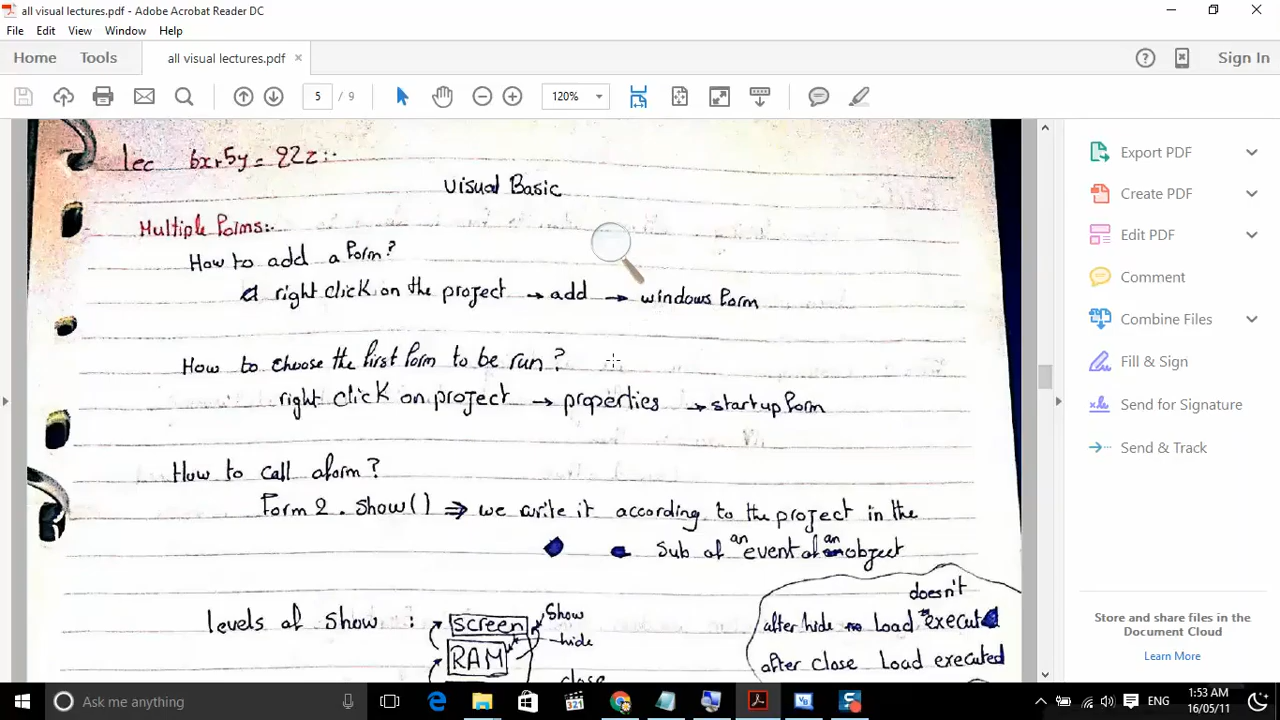 all visual lectures.pdf - Adobe Acrobat Reader DC
File Edit View Window Help
Home Tools all visual lectures.pdf × Sign In
5 / 9 120%
lec 6x+5y=22z:-
Visual Basic
Multiple Forms:-
How to add a form?
right click on the project → add → windows form
How to choose the first form to be run?
right click on project → properties → startup form
How to call aform?
Form 2 . Show() ⇒ we write it according to the project in the
Sub of an event of an object
levels of show : screen show
hide
RAM
close
doesn't
after hide Load execut
after close Load executed
Export PDF
Create PDF
Edit PDF
Comment
Combine Files
Fill & Sign
Send for Signature
Send & Track
Store and share files in the
Document Cloud
Learn More
Ask me anything
321
ENG
1:53 AM
16/05/11